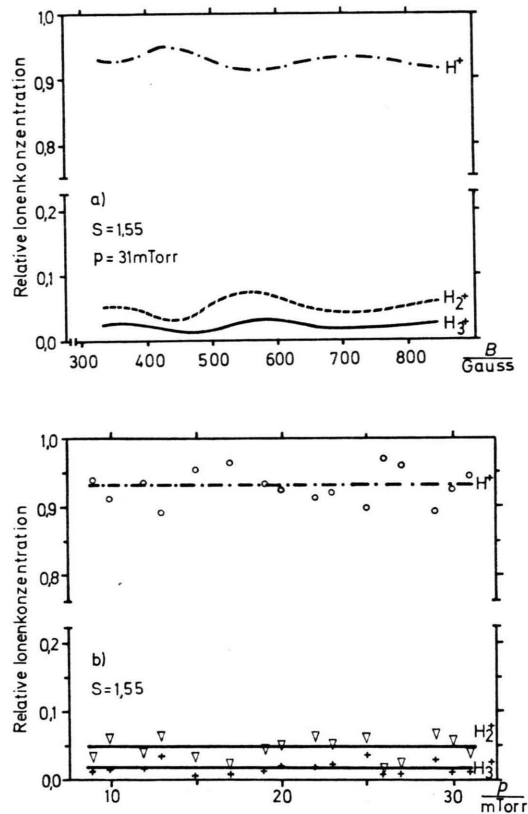 Relative Ionenkonzentration
1,0
0,9
0,8
0,2
0,1
0,0
H⁺
a)
S = 1,55
p = 31 mTorr
H₂⁺
H₃⁺
300 400 500 600 700 800
B
Gauss
Relative Ionenkonzentration
1,0
0,9
0,8
0,2
0,1
0,0
H⁺
b)
S = 1,55
H₂⁺
H₃⁺
10 20 30
p
mTorr